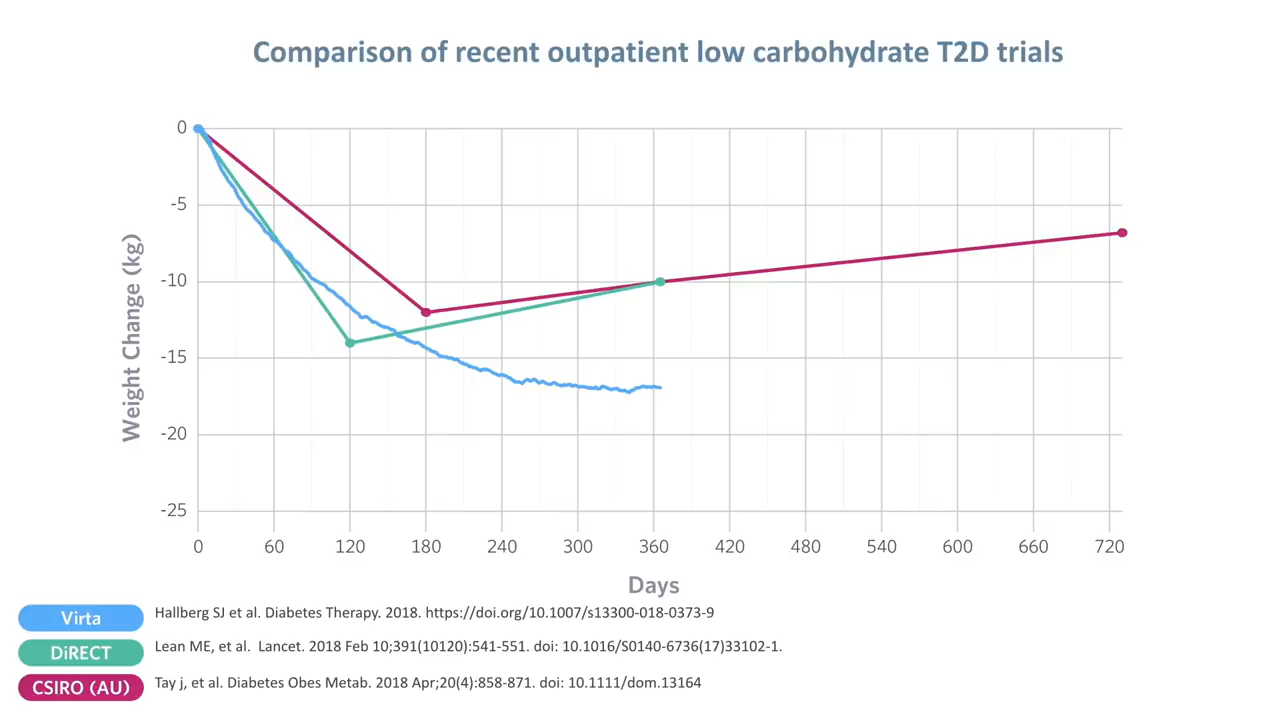 Comparison of recent outpatient low carbohydrate T2D trials
Weight Change (kg)
0
-5
-10
-15
-20
-25
0 60 120 180 240 300 360 420 480 540 600 660 720
Days
Virta Hallberg SJ et al. Diabetes Therapy. 2018. https://doi.org/10.1007/s13300-018-0373-9
DiRECT Lean ME, et al.  Lancet. 2018 Feb 10;391(10120):541-551. doi: 10.1016/S0140-6736(17)33102-1.
CSIRO (AU) Tay j, et al. Diabetes Obes Metab. 2018 Apr;20(4):858-871. doi: 10.1111/dom.13164